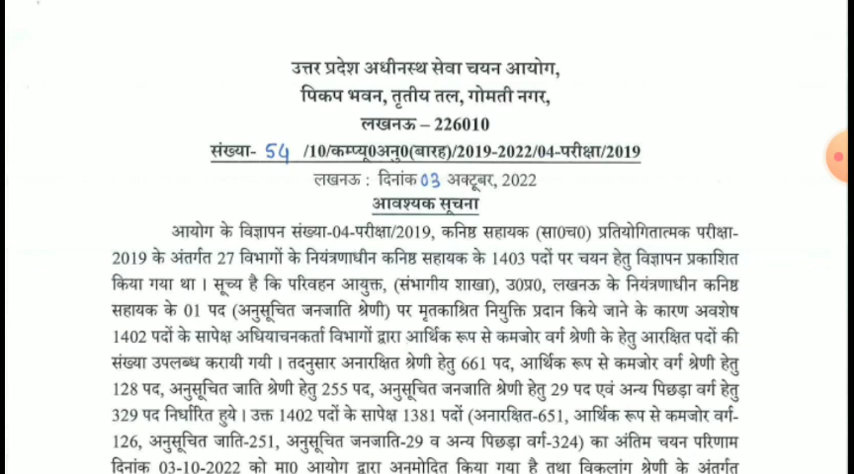 उत्तर प्रदेश अधीनस्थ सेवा चयन आयोग,
पिकप भवन, तृतीय तल, गोमती नगर,
लखनऊ – 226010
संख्या- 54 /10/कम्प्यू0अनु0(बारह)/2019-2022/04-परीक्षा/2019
लखनऊ : दिनांक 03 अक्टूबर, 2022
आवश्यक सूचना
आयोग के विज्ञापन संख्या-04-परीक्षा/2019, कनिष्ठ सहायक (सा0च0) प्रतियोगितात्मक परीक्षा-
2019 के अंतर्गत 27 विभागों के नियंत्रणाधीन कनिष्ठ सहायक के 1403 पदों पर चयन हेतु विज्ञापन प्रकाशित
किया गया था । सूच्य है कि परिवहन आयुक्त, (संभागीय शाखा), उ0प्र0, लखनऊ के नियंत्रणाधीन कनिष्ठ
सहायक के 01 पद (अनुसूचित जनजाति श्रेणी) पर मृतकाश्रित नियुक्ति प्रदान किये जाने के कारण अवशेष
1402 पदों के सापेक्ष अधियाचनकर्ता विभागों द्वारा आर्थिक रूप से कमजोर वर्ग श्रेणी के हेतु आरक्षित पदों की
संख्या उपलब्ध करायी गयी । तदनुसार अनारक्षित श्रेणी हेतु 661 पद, आर्थिक रूप से कमजोर वर्ग श्रेणी हेतु
128 पद, अनुसूचित जाति श्रेणी हेतु 255 पद, अनुसूचित जनजाति श्रेणी हेतु 29 पद एवं अन्य पिछड़ा वर्ग हेतु
329 पद निर्धारित हुये । उक्त 1402 पदों के सापेक्ष 1381 पदों (अनारक्षित-651, आर्थिक रूप से कमजोर वर्ग-
126, अनुसूचित जाति-251, अनुसूचित जनजाति-29 व अन्य पिछड़ा वर्ग-324) का अंतिम चयन परिणाम
दिनांक 03-10-2022 को मा0 आयोग द्वारा अनुमोदित किया गया है तथा विकलांग श्रेणी के अंतर्गत